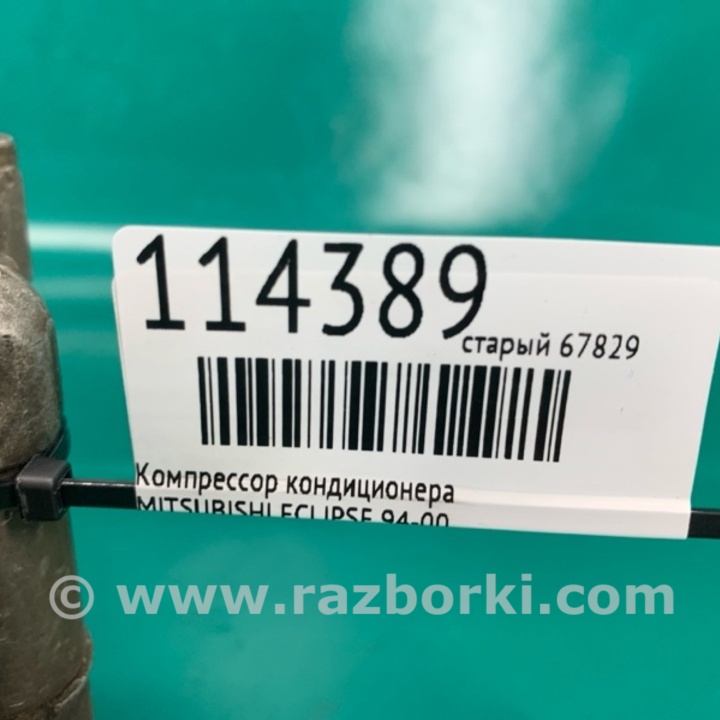 114389
старый 67829
Компрессор кондиционера
MITSUBISHI ECLIPSE 94-00
© www.razborki.com